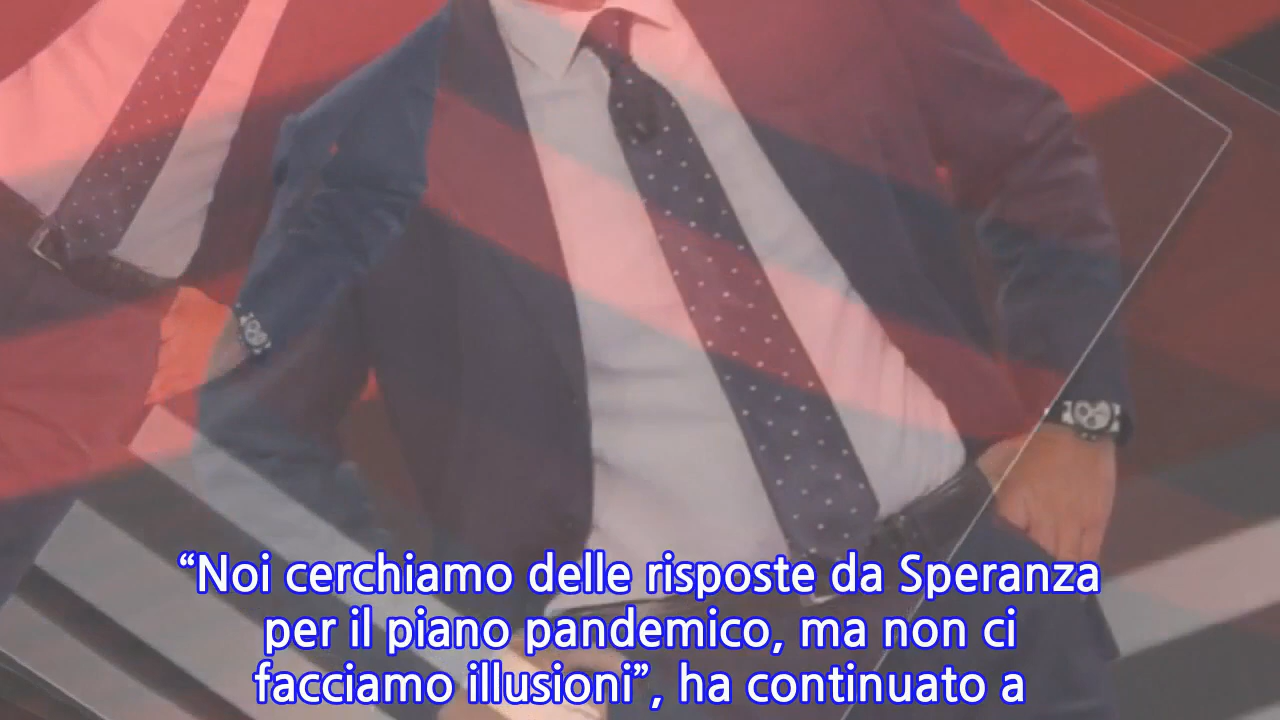 “Noi cerchiamo delle risposte da Speranza
per il piano pandemico, ma non ci
facciamo illusioni”, ha continuato a